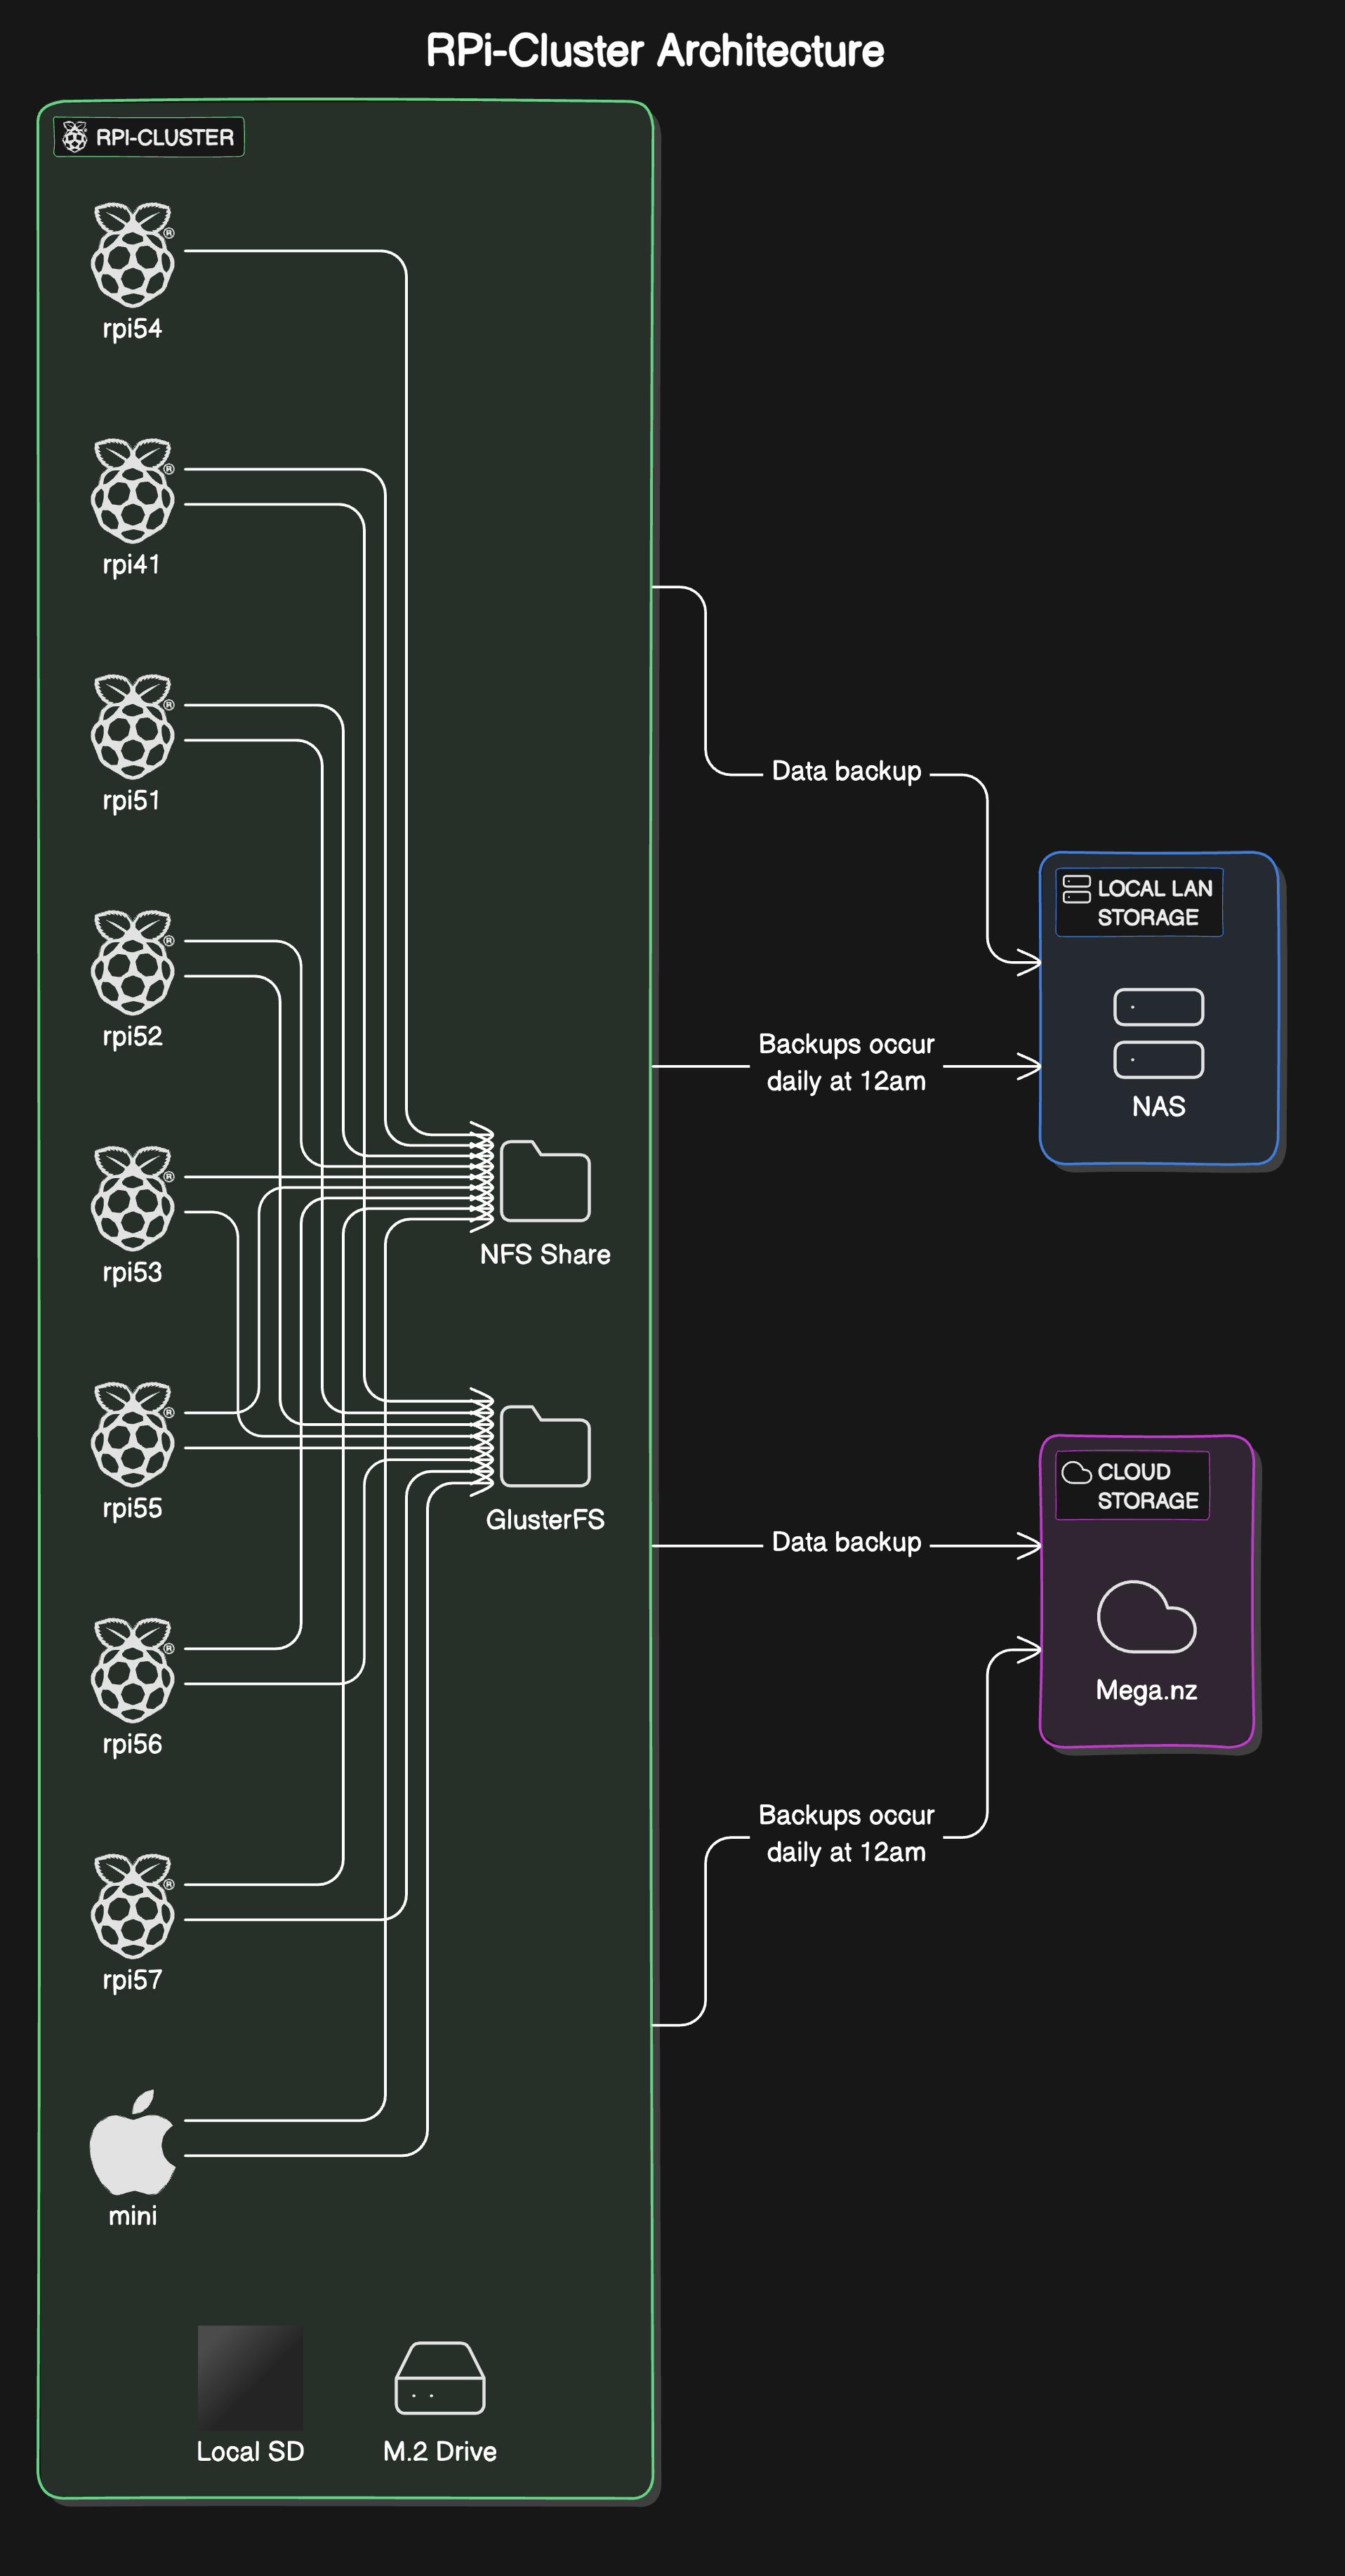 RPi-Cluster Architecture
RPI-CLUSTER
rpi54
rpi41
rpi51
rpi52
rpi53
rpi55
rpi56
rpi57
mini
NFS Share
GlusterFS
Local SD
M.2 Drive
Data backup
Backups occur
daily at 12am
LOCAL LAN
STORAGE
NAS
Data backup
Backups occur
daily at 12am
CLOUD
STORAGE
Mega.nz